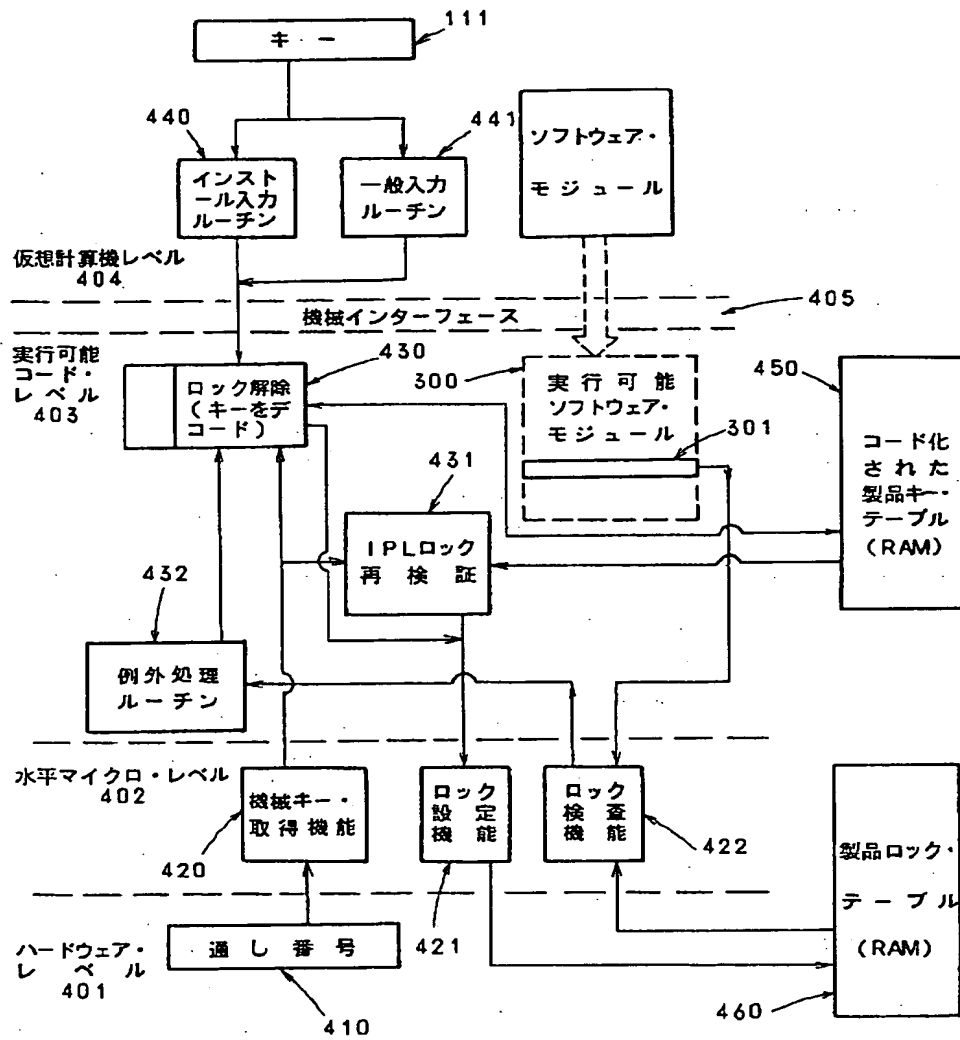 111
キー
440
441
インスト
ール入力
ルーチン
一般入力
ルーチン
ソフトウェア・
モジュール
仮想計算機レベル
404
機械インターフェース
405
実行可能
コード・
レベル
403
430
ロック解除
(キーをデ
コード)
300
実行可能
ソフトウェア・
モジュール
301
450
コード化
された
製品キー・
テーブル
(RAM)
431
IPLロック
再検証
432
例外処理
ルーチン
水平マイクロ・レベル
402
機械キー・
取得機能
420
ロック
設定
機能
421
ロック
検査
機能
422
製品ロック・
テーブル
(RAM)
460
ハードウェア・
レベル
401
通し番号
410